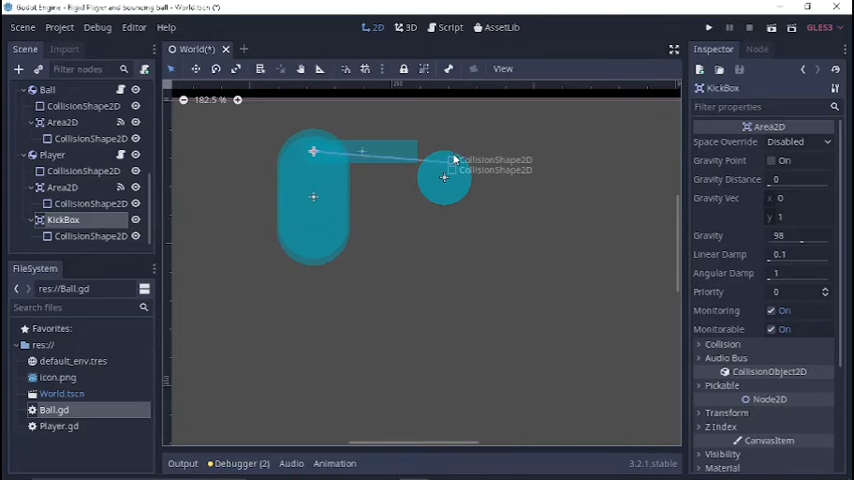 Godot Engine - Rigid Player and bouncing ball - World.tscn (*)
Scene Project Debug Editor Help
2D 3D Script AssetLib
GLES3
Scene Import
Filter nodes
Ball
CollisionShape2D
Area2D
CollisionShape2D
Player
CollisionShape2D
Area2D
CollisionShape2D
KickBox
CollisionShape2D
FileSystem
res://Ball.gd
Search files
Favorites:
res://
default_env.tres
icon.png
World.tscn
Ball.gd
Player.gd
World(*)
View
182.5 %
CollisionShape2D
CollisionShape2D
Output Debugger (2) Audio Animation 3.2.1.stable
Inspector Node
KickBox
Filter properties
Area2D
Space Override Disabled
Gravity Point On
Gravity Distance 0
Gravity Vec x 0
y 1
Gravity 98
Linear Damp 0.1
Angular Damp 1
Priority 0
Monitoring On
Monitorable On
Collision
Audio Bus
CollisionObject2D
Pickable
Node2D
Transform
Z Index
CanvasItem
Visibility
Material